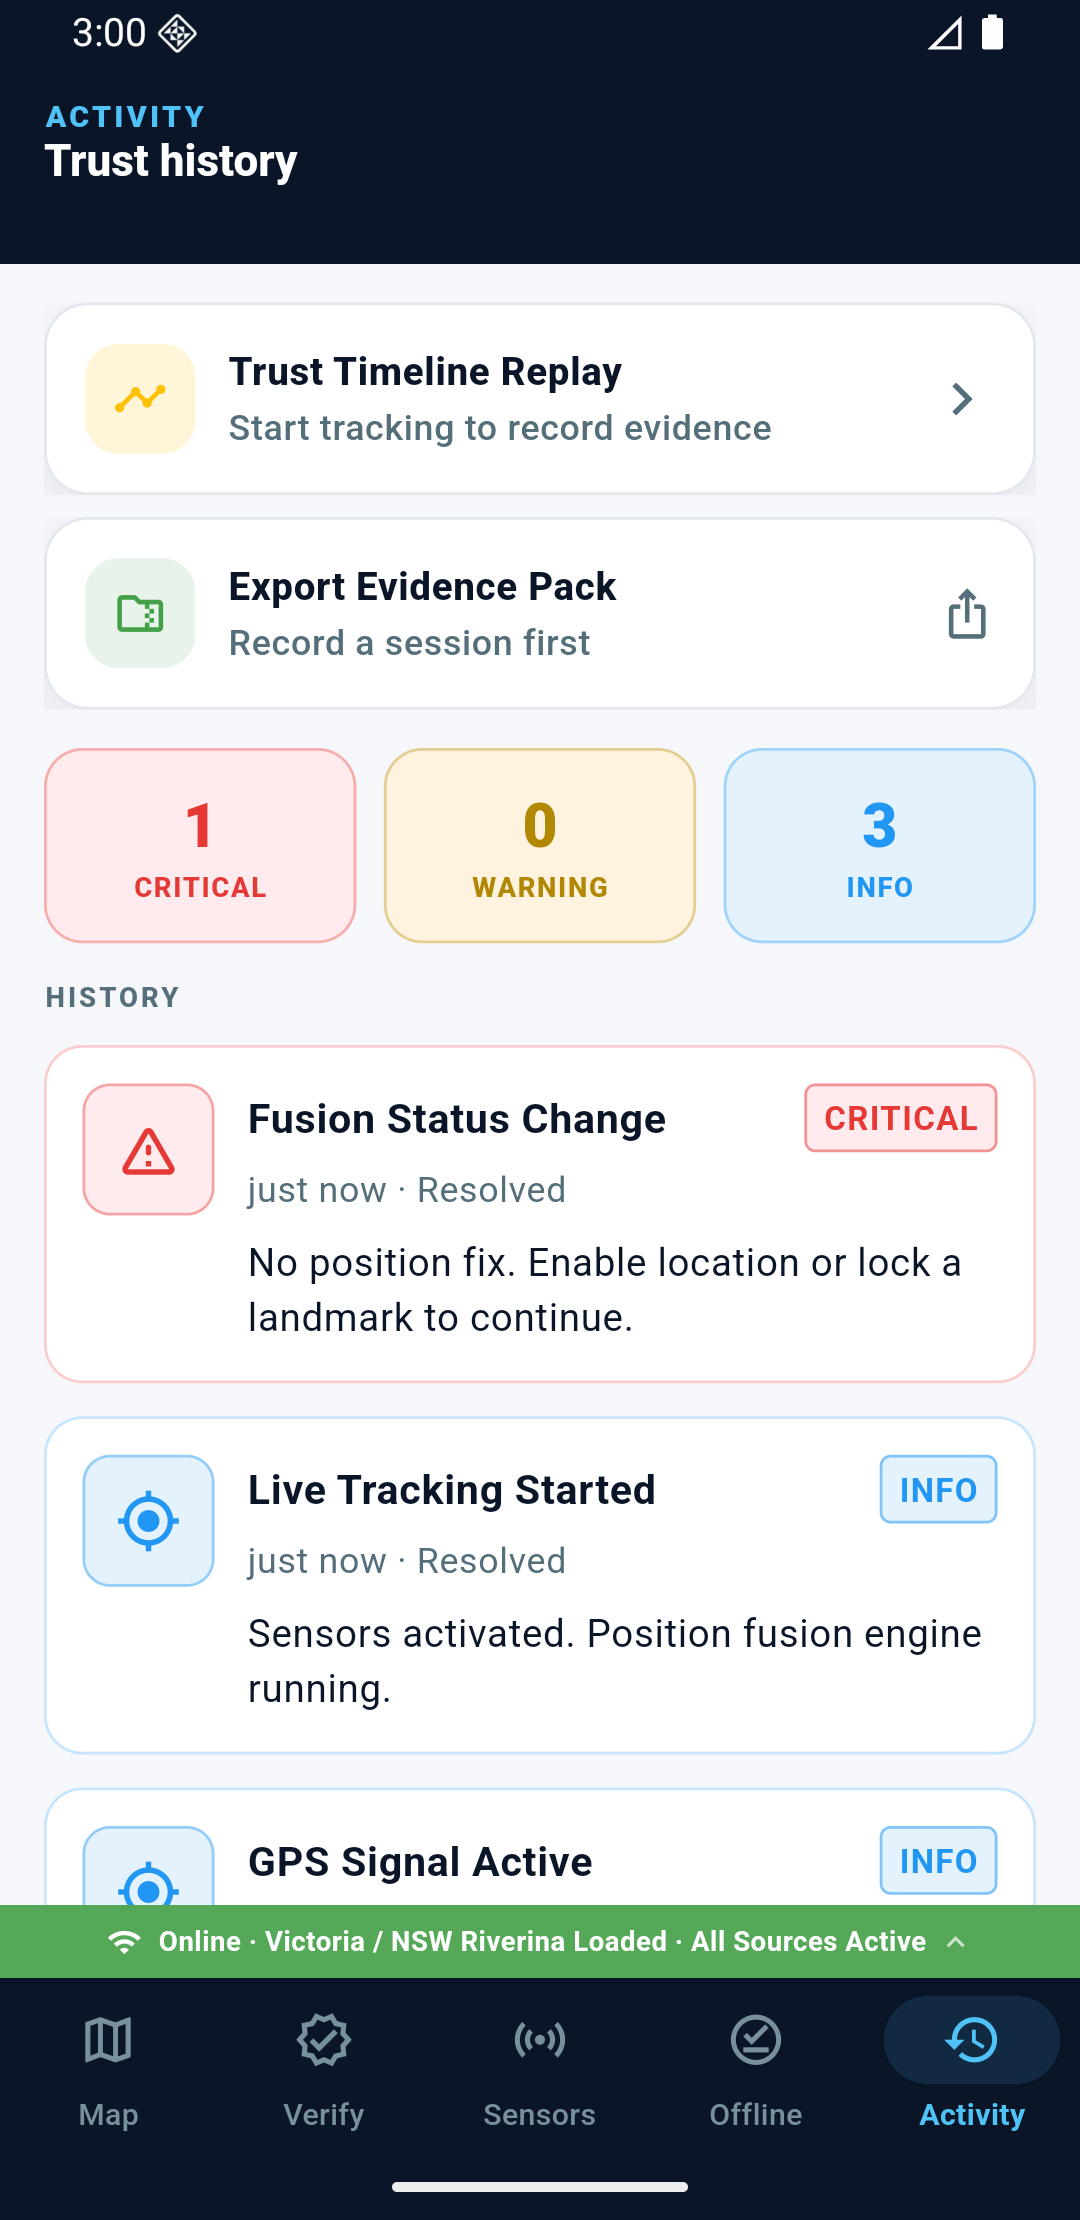 3:00
ACTIVITY
Trust history
Trust Timeline Replay
Start tracking to record evidence
Export Evidence Pack
Record a session first
1
CRITICAL
0
WARNING
3
INFO
HISTORY
Fusion Status Change
CRITICAL
just now · Resolved
No position fix. Enable location or lock a
landmark to continue.
Live Tracking Started
INFO
just now · Resolved
Sensors activated. Position fusion engine
running.
GPS Signal Active
INFO
Online · Victoria / NSW Riverina Loaded · All Sources Active
Map
Verify
Sensors
Offline
Activity